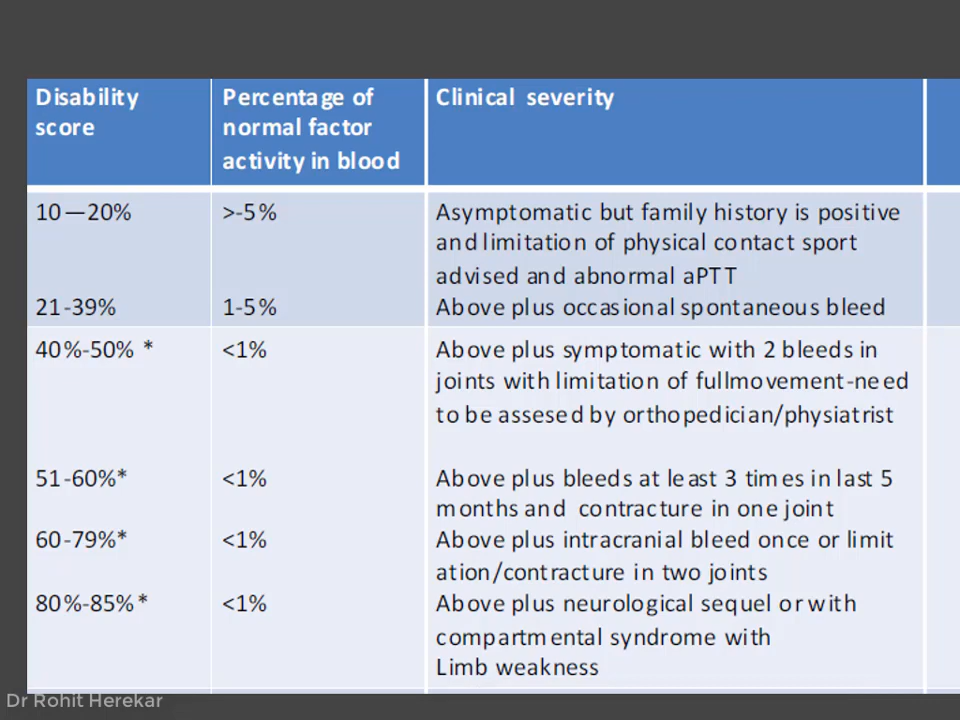 Disability score
Percentage of normal factor activity in blood
Clinical severity
10—20%
>-5%
Asymptomatic but family history is positive
and limitation of physical contact sport
advised and abnormal aPTT
21-39%
1-5%
Above plus occasional spontaneous bleed
40%-50% *
<1%
Above plus symptomatic with 2 bleeds in
joints with limitation of fullmovement-need
to be assesed by orthopedician/physiatrist
51-60%*
<1%
Above plus bleeds at least 3 times in last 5
months and contracture in one joint
60-79%*
<1%
Above plus intracranial bleed once or limit
ation/contracture in two joints
80%-85%*
<1%
Above plus neurological sequel or with
compartmental syndrome with
Limb weakness
Dr Rohit Herekar